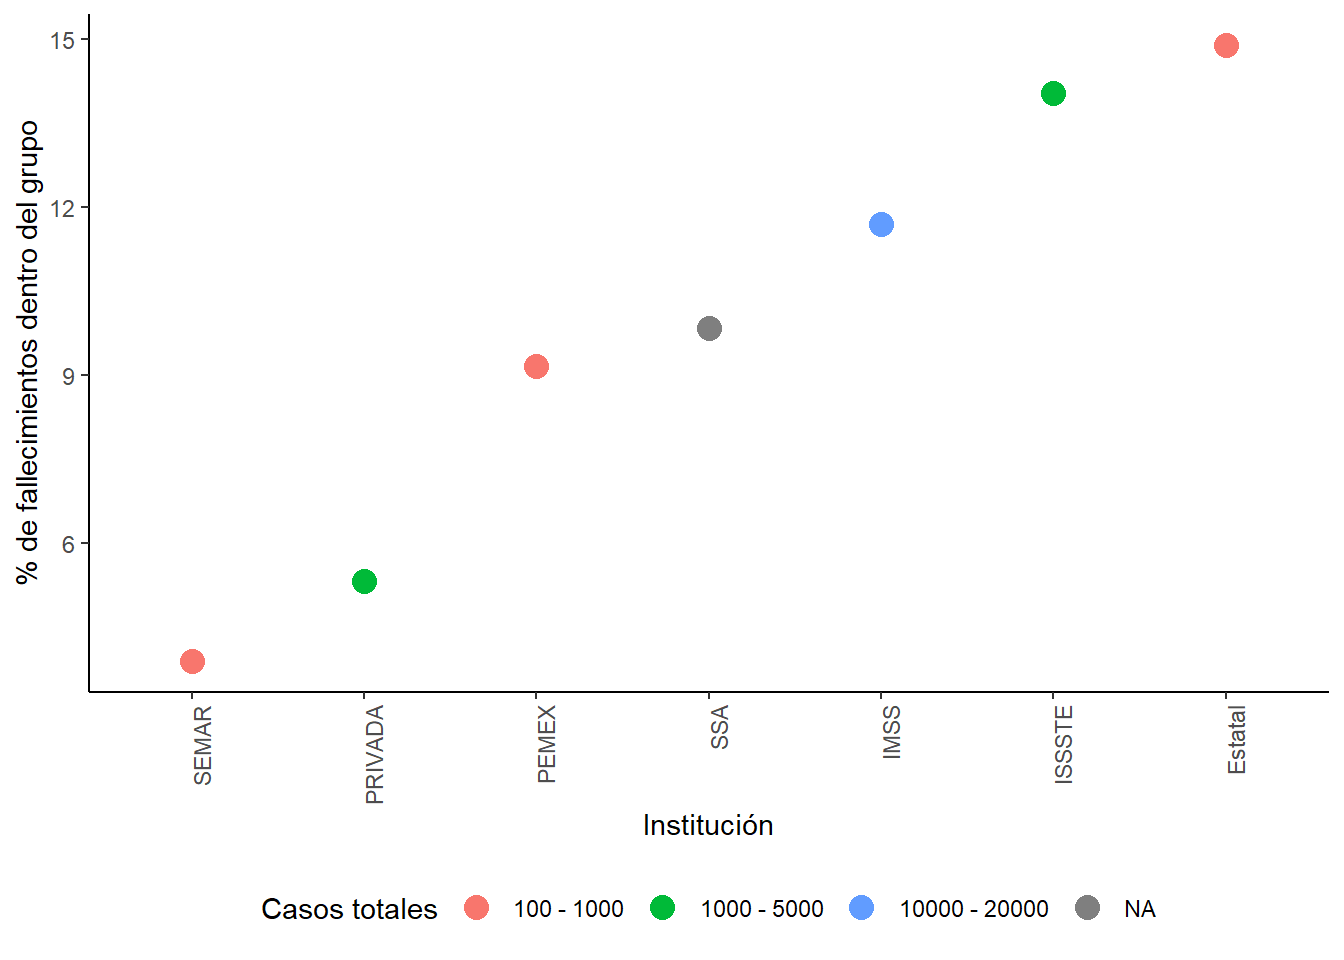 % de fallecimientos dentro del grupo
15
12
9
6
SEMAR
PRIVADA
PEMEX
SSA
IMSS
ISSSTE
Estatal
Institución
Casos totales 100 - 1000 1000 - 5000 10000 - 20000 NA